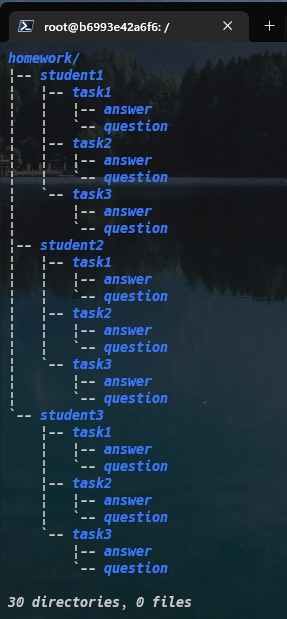 root@b6993e42a6f6: /
homework/
|-- student1
|   |-- task1
|   |   |-- answer
|   |   `-- question
|   |-- task2
|   |   |-- answer
|   |   `-- question
|   `-- task3
|       |-- answer
|       `-- question
|-- student2
|   |-- task1
|   |   |-- answer
|   |   `-- question
|   |-- task2
|   |   |-- answer
|   |   `-- question
|   `-- task3
|       |-- answer
|       `-- question
`-- student3
    |-- task1
    |   |-- answer
    |   `-- question
    |-- task2
    |   |-- answer
    |   `-- question
    `-- task3
        |-- answer
        `-- question
30 directories, 0 files